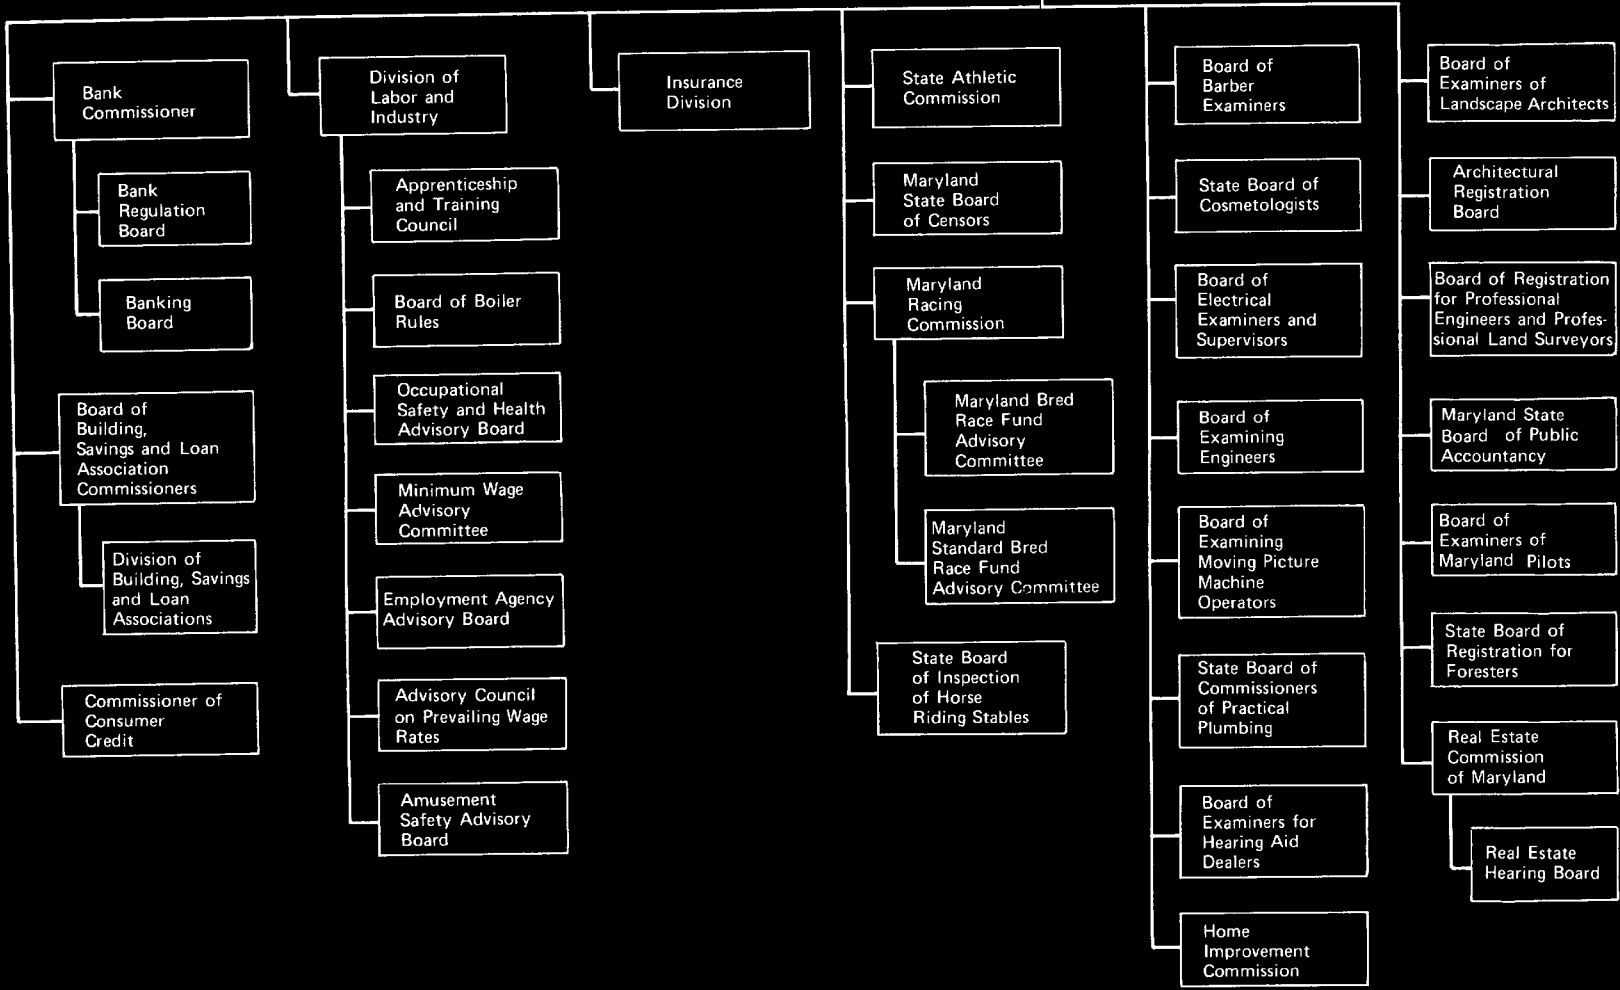 Bank
Commissioner
Bank
Regulation
Board
Banking
Board
Board of
Building,
Savings and Loan
Association
Commissioners
Division of
Building, Savings
and Loan
Associations
Commissioner of
Consumer
Credit
Division of
Labor and
Industry
Apprenticeship
and Training
Council
Board of Boiler
Rules
Occupational
Safety and Health
Advisory Board
Minimum Wage
Advisory
Committee
Employment Agency
Advisory Board
Advisory Council
on Prevailing Wage
Rates
Amusement
Safety Advisory
Board
Insurance
Division
State Athletic
Commission
Maryland
State Board
of Censors
Maryland
Racing
Commission
Maryland Bred
Race Fund
Advisory
Committee
Maryland
Standard Bred
Race Fund
Advisory Committee
State Board
of Inspection
of Horse
Riding Stables
Board of
Barber
Examiners
State Board of
Cosmetologists
Board of
Electrical
Examiners and
Supervisors
Board of
Examining
Engineers
Board of
Examining
Moving Picture
Machine
Operators
State Board of
Commissioners
of Practical
Plumbing
Board of
Examiners for
Hearing Aid
Dealers
Home
Improvement
Commission
Board of
Examiners of
Landscape Architects
Architectural
Registration
Board
Board of Registration
for Professional
Engineers and Profes-
sional Land Surveyors
Maryland State
Board of Public
Accountancy
Board of
Examiners of
Maryland Pilots
State Board of
Registration for
Foresters
Real Estate
Commission
of Maryland
Real Estate
Hearing Board